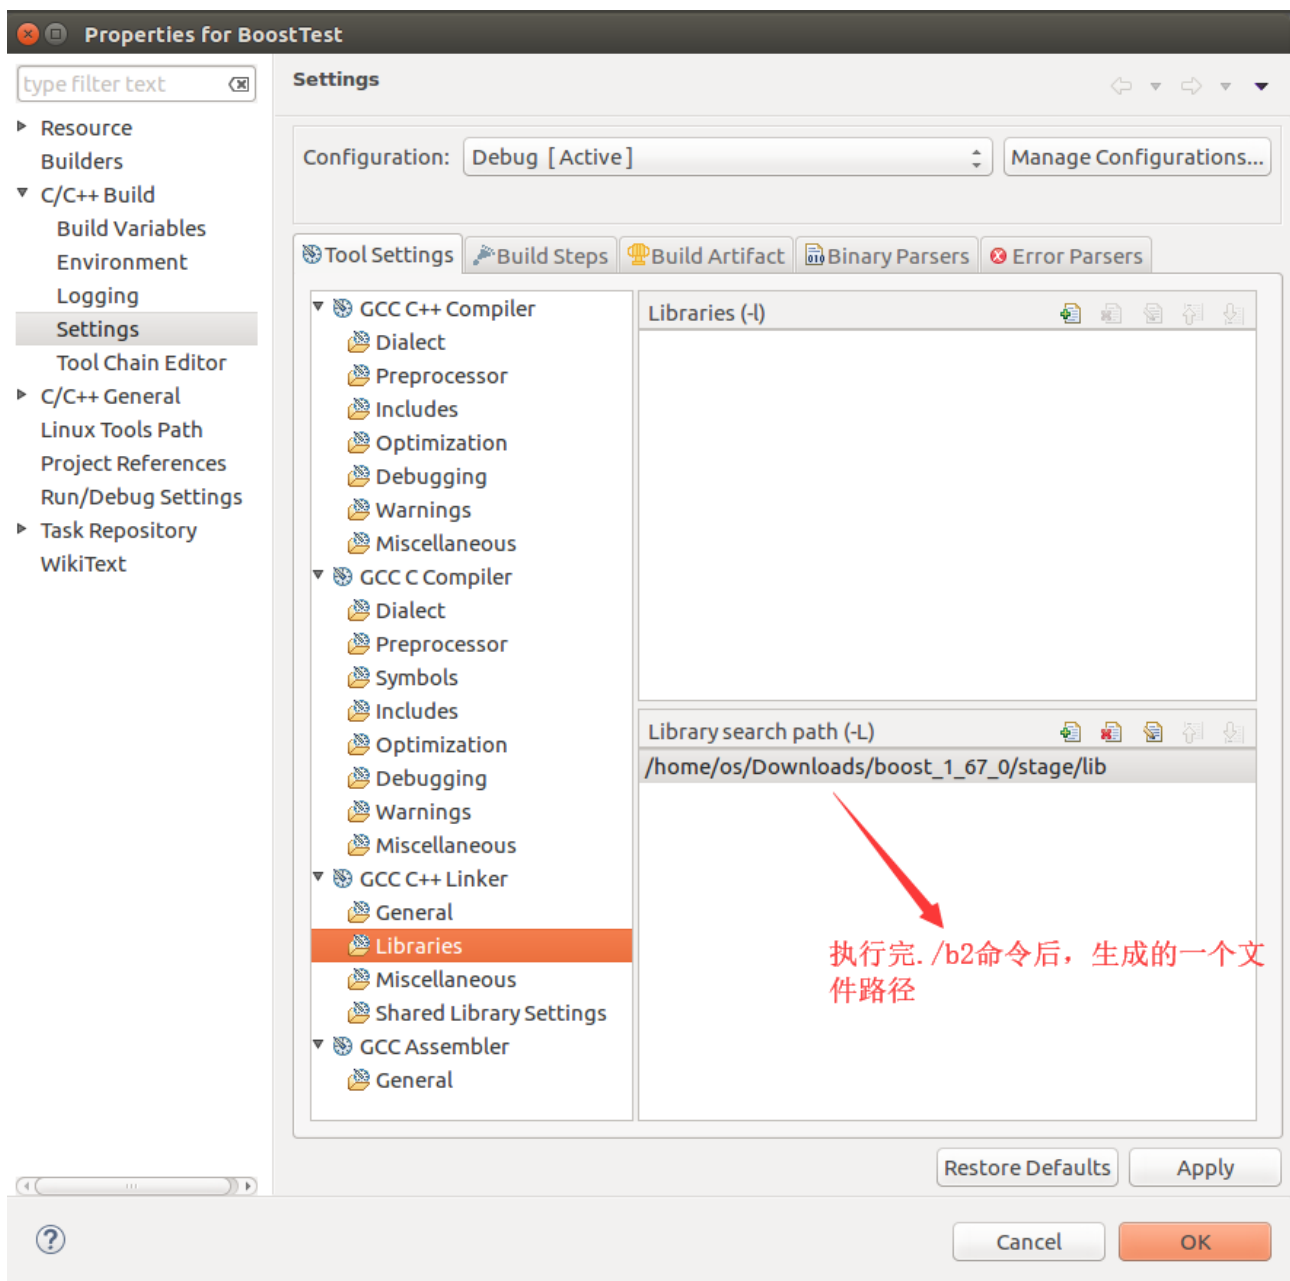 Properties for BoostTest
type filter text
Settings
Resource
Builders
C/C++ Build
Build Variables
Environment
Logging
Settings
Tool Chain Editor
C/C++ General
Linux Tools Path
Project References
Run/Debug Settings
Task Repository
WikiText
Configuration:
Debug [ Active ]
Manage Configurations...
Tool Settings
Build Steps
Build Artifact
Binary Parsers
Error Parsers
GCC C++ Compiler
Dialect
Preprocessor
Includes
Optimization
Debugging
Warnings
Miscellaneous
GCC C Compiler
Dialect
Preprocessor
Symbols
Includes
Optimization
Debugging
Warnings
Miscellaneous
GCC C++ Linker
General
Libraries
Miscellaneous
Shared Library Settings
GCC Assembler
General
Libraries (-l)
Library search path (-L)
/home/os/Downloads/boost_1_67_0/stage/lib
执行完./b2命令后，生成的一个文
件路径
Restore Defaults
Apply
Cancel
OK